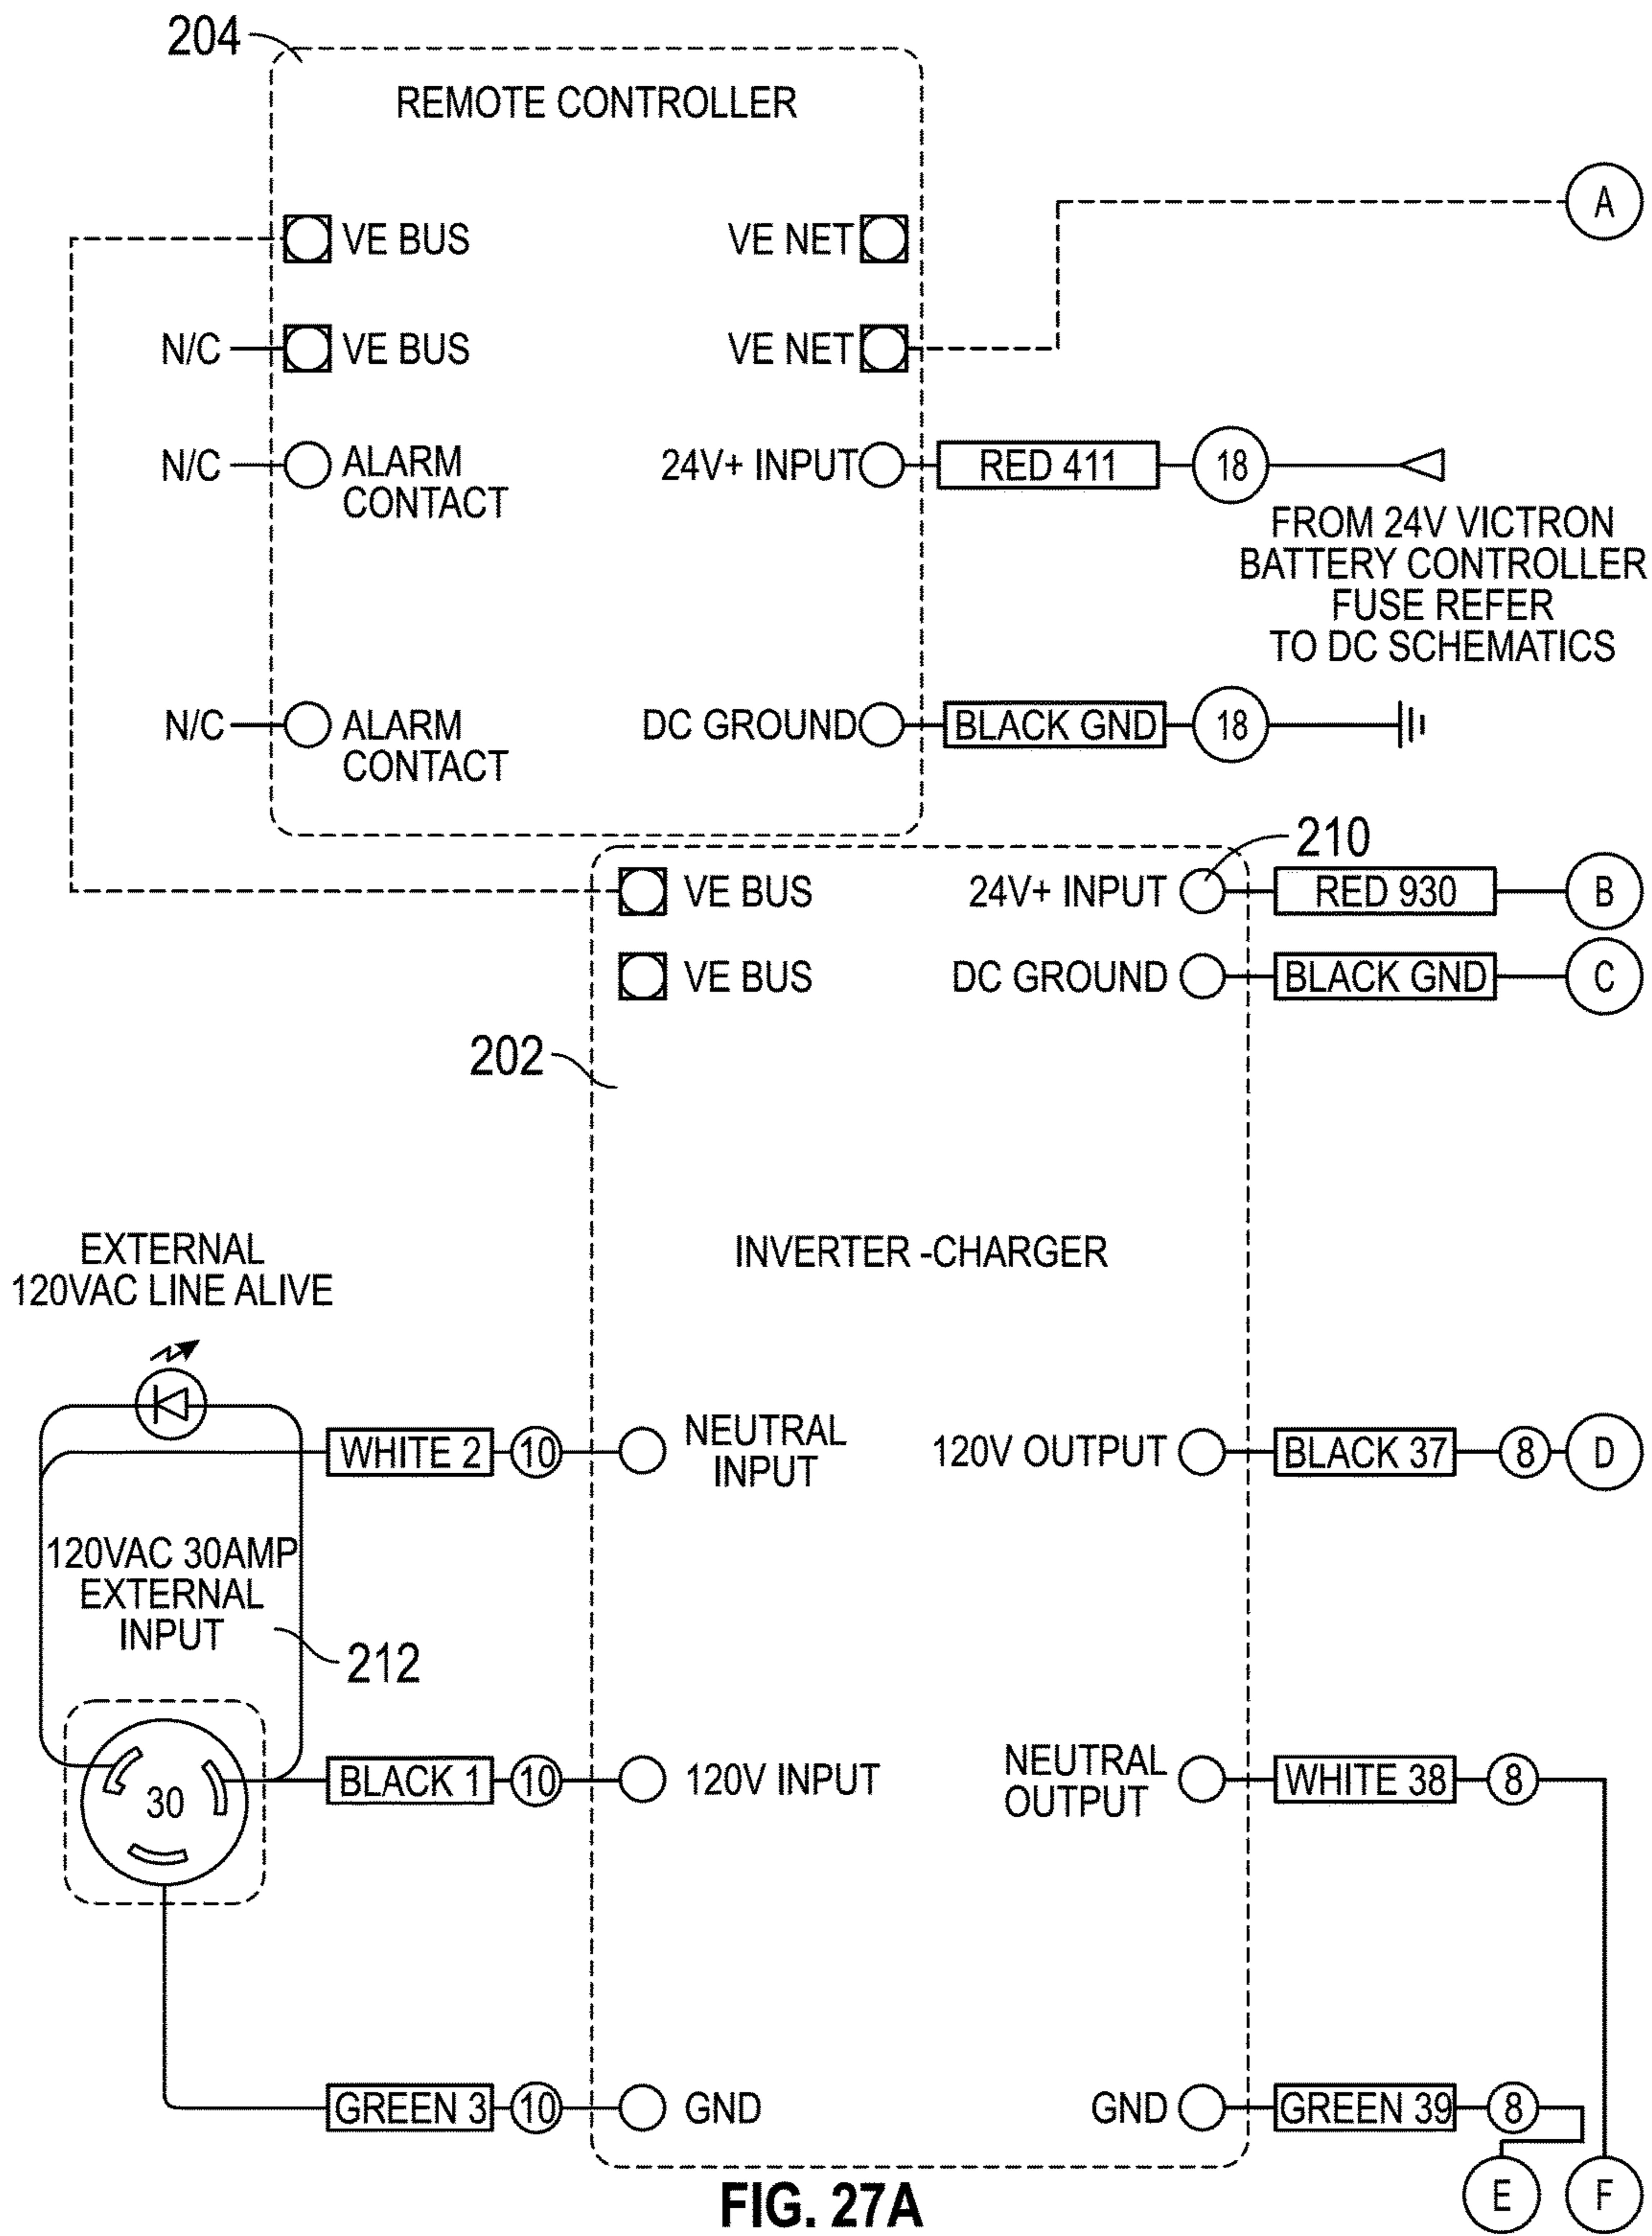 204
REMOTE CONTROLLER
A
VE BUS
VE NET
N/C
VE BUS
VE NET
N/C
ALARM
CONTACT
24V+ INPUT
RED 411
18
FROM 24V VICTRON
BATTERY CONTROLLER
FUSE REFER
TO DC SCHEMATICS
N/C
ALARM
CONTACT
DC GROUND
BLACK GND
18
210
VE BUS
24V+ INPUT
RED 930
B
VE BUS
DC GROUND
BLACK GND
C
202
EXTERNAL
120VAC LINE ALIVE
INVERTER -CHARGER
WHITE 2
10
NEUTRAL
INPUT
120V OUTPUT
BLACK 37
8
D
120VAC 30AMP
EXTERNAL
INPUT
212
30
BLACK 1
10
120V INPUT
NEUTRAL
OUTPUT
WHITE 38
8
GREEN 3
10
GND
GND
GREEN 39
8
E
F
FIG. 27A